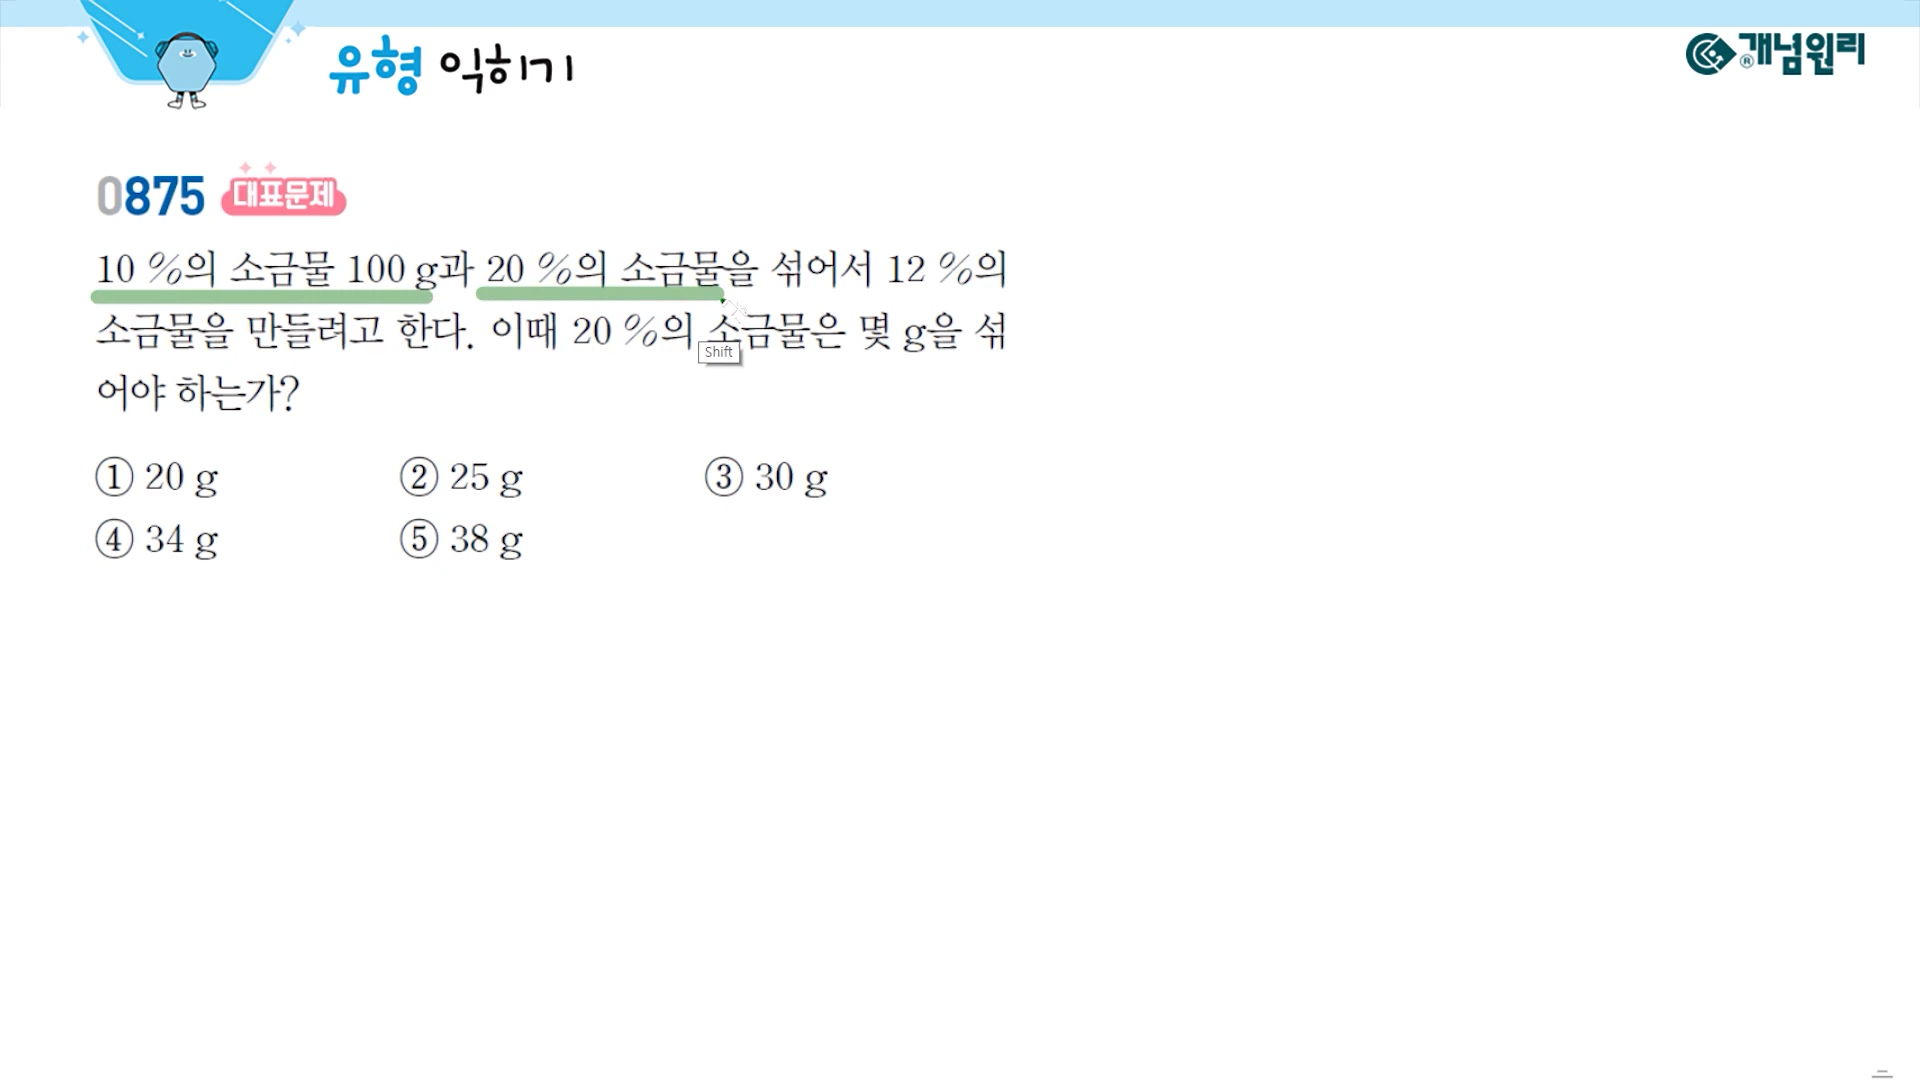 유형 익히기
개념원리®
0875 대표문제
10 %의 소금물 100 g과 20 %의 소금물을 섞어서 12 %의
소금물을 만들려고 한다. 이때 20 %의 소금물은 몇 g을 섞
Shift
어야 하는가?
① 20 g ② 25 g ③ 30 g
④ 34 g ⑤ 38 g